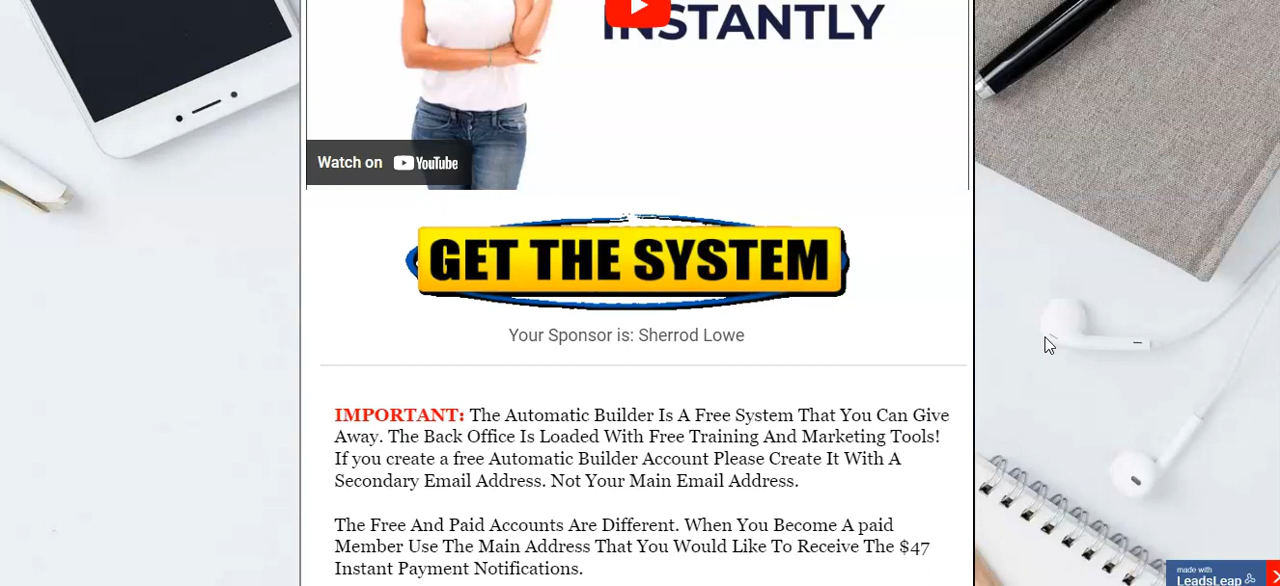 INSTANTLY
Watch on YouTube
GET THE SYSTEM
Your Sponsor is: Sherrod Lowe
IMPORTANT: The Automatic Builder Is A Free System That You Can Give
Away. The Back Office Is Loaded With Free Training And Marketing Tools!
If you create a free Automatic Builder Account Please Create It With A
Secondary Email Address. Not Your Main Email Address.
The Free And Paid Accounts Are Different. When You Become A paid
Member Use The Main Address That You Would Like To Receive The $47
Instant Payment Notifications.
made with
LeadsLeap